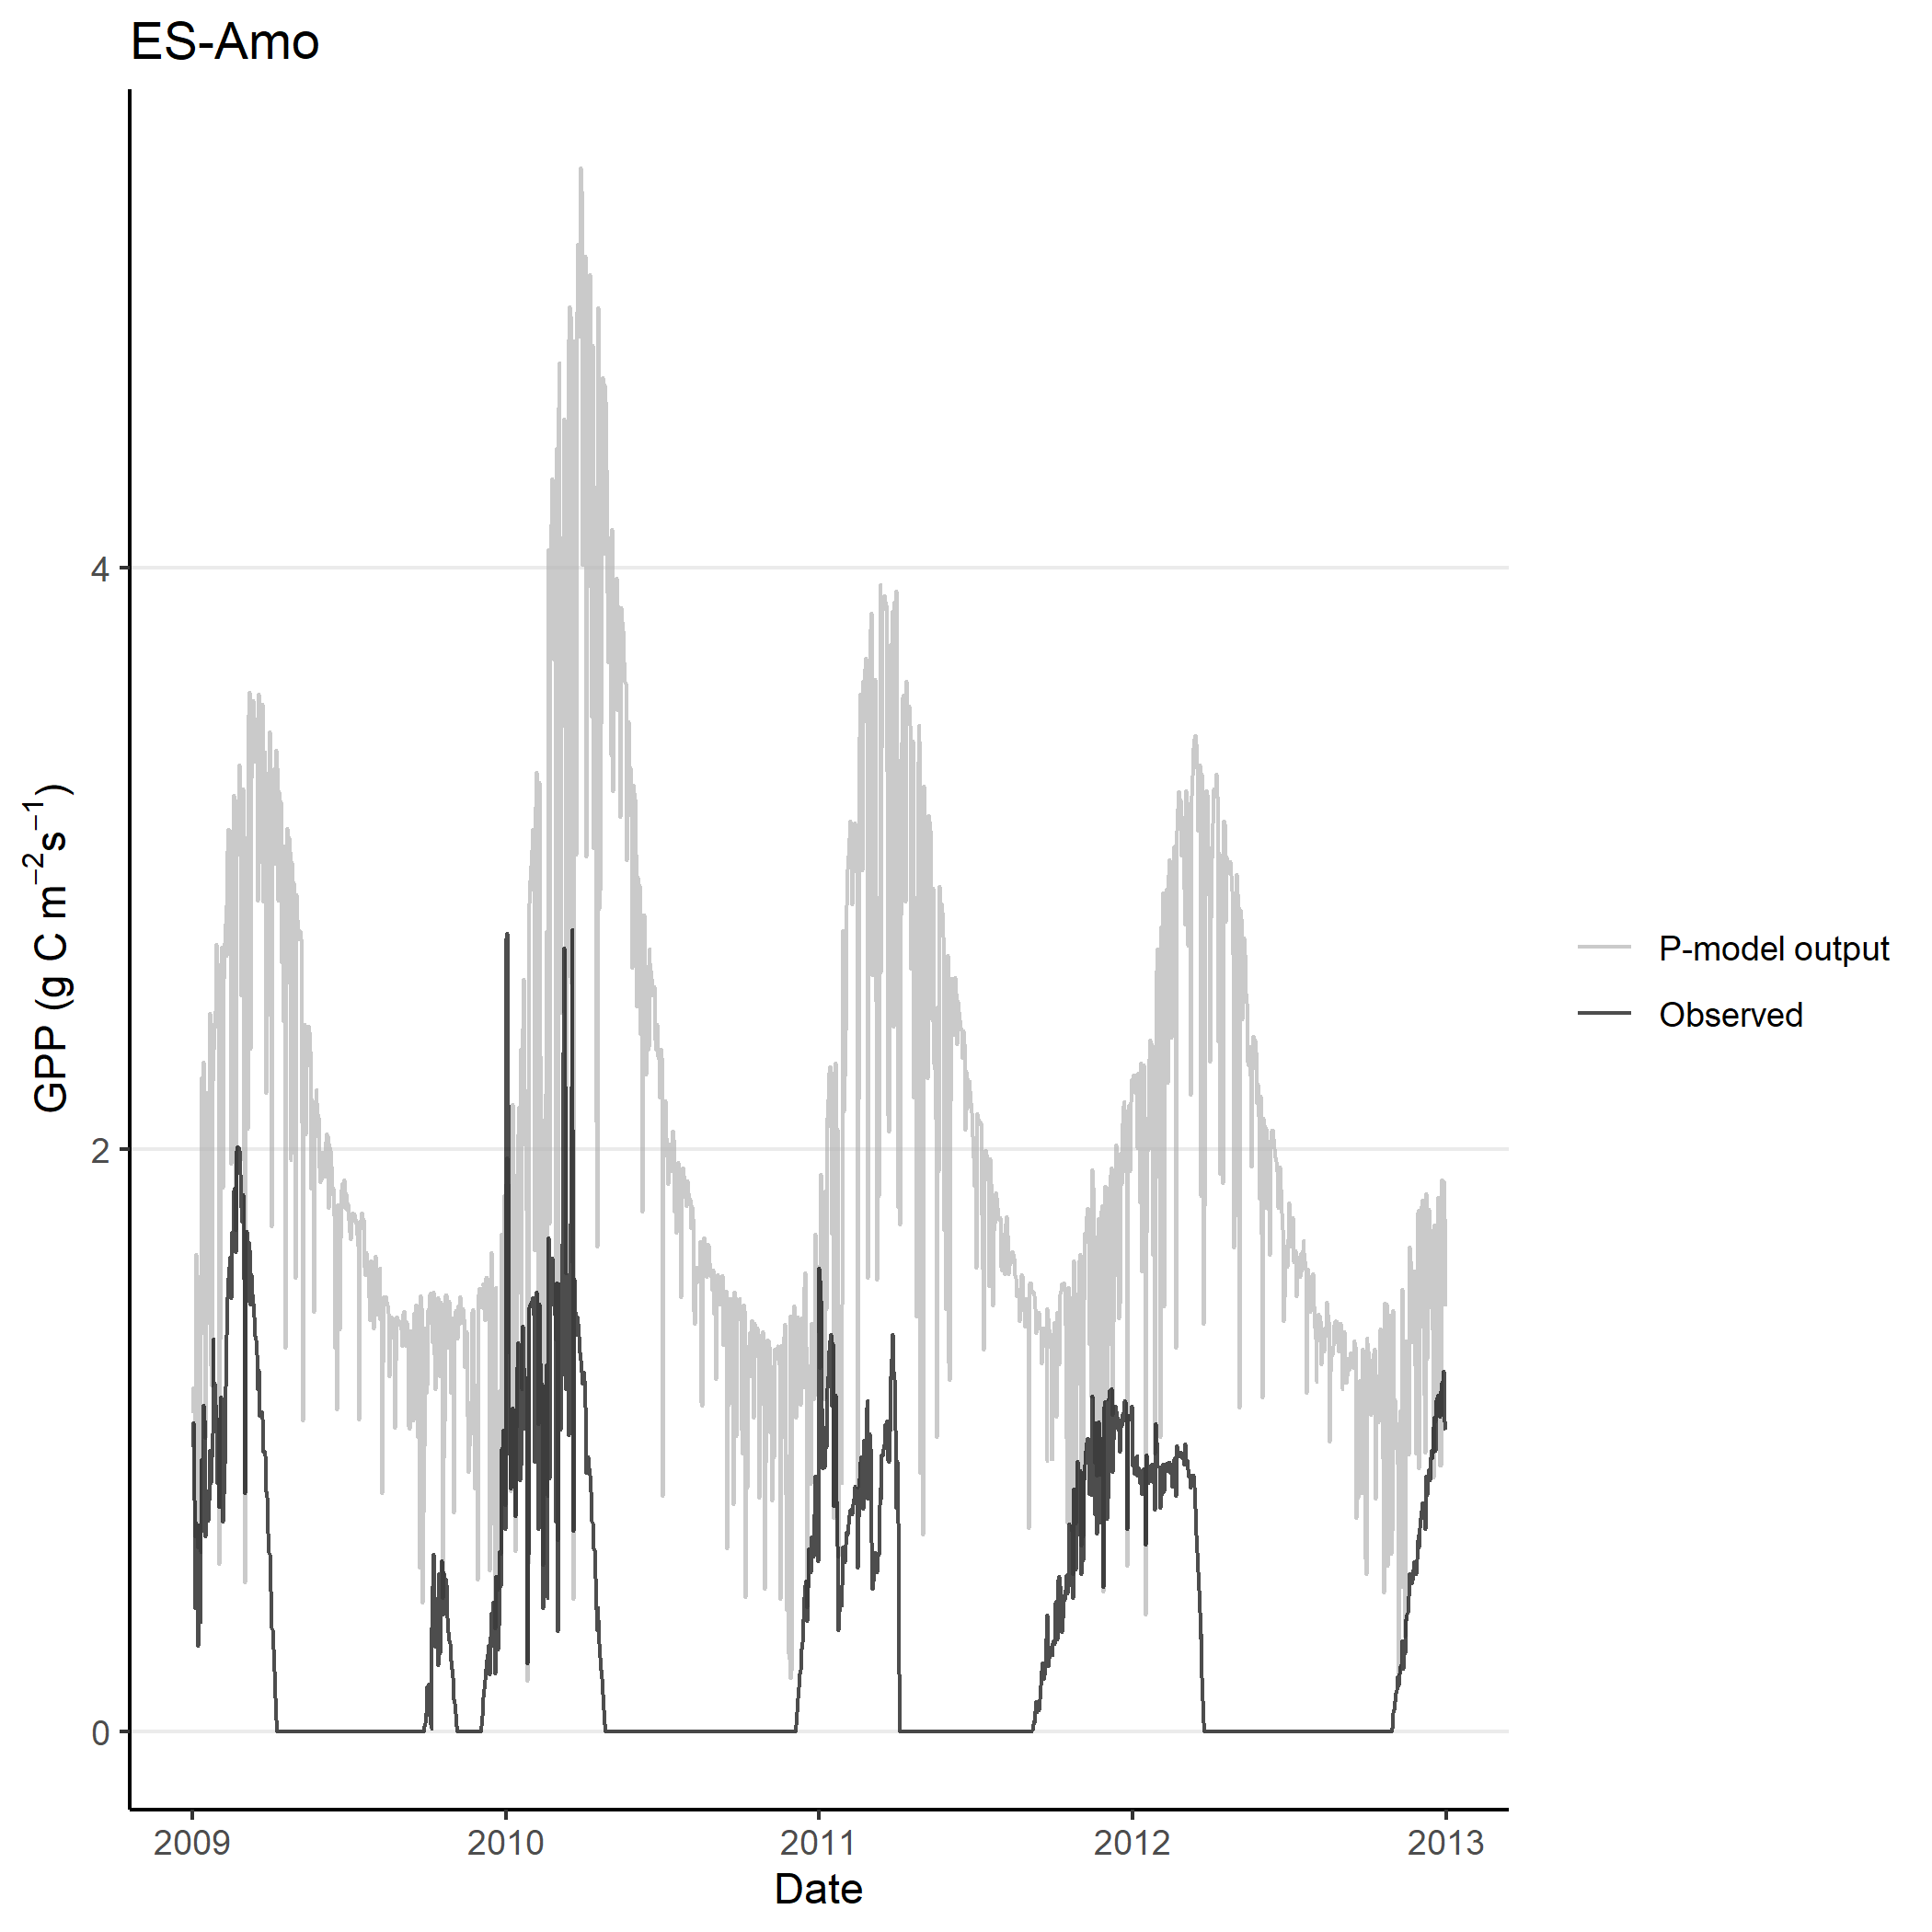 ES-Amo
GPP (g C m⁻²s⁻¹)
4
2
0
2009
2010
2011
2012
2013
Date
P-model output
Observed